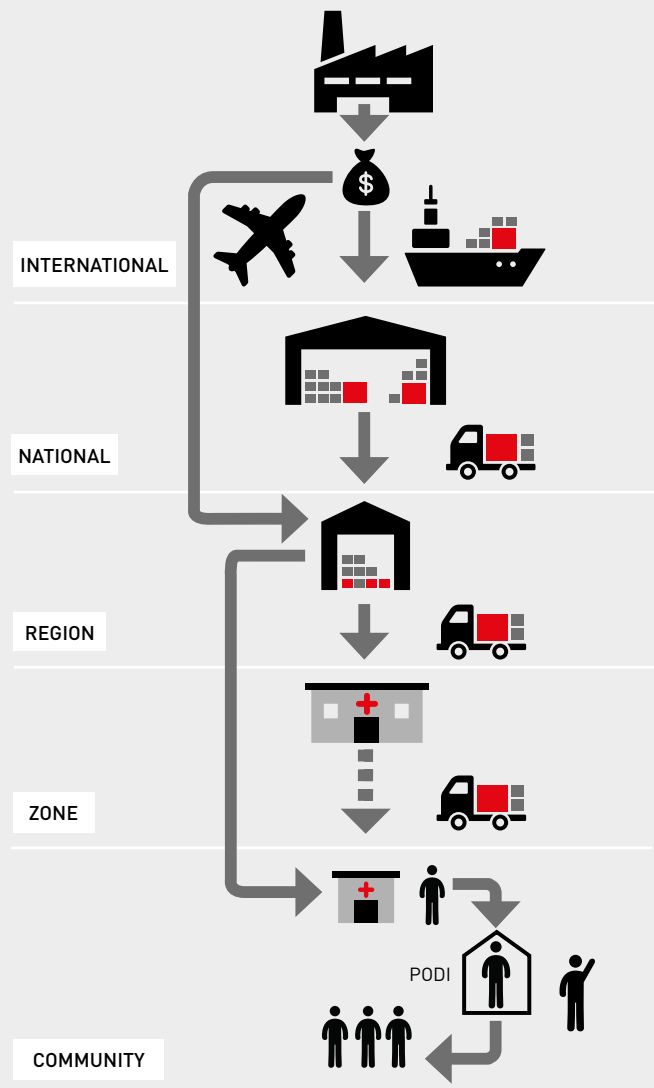 $
INTERNATIONAL
NATIONAL
REGION
ZONE
PODI
COMMUNITY